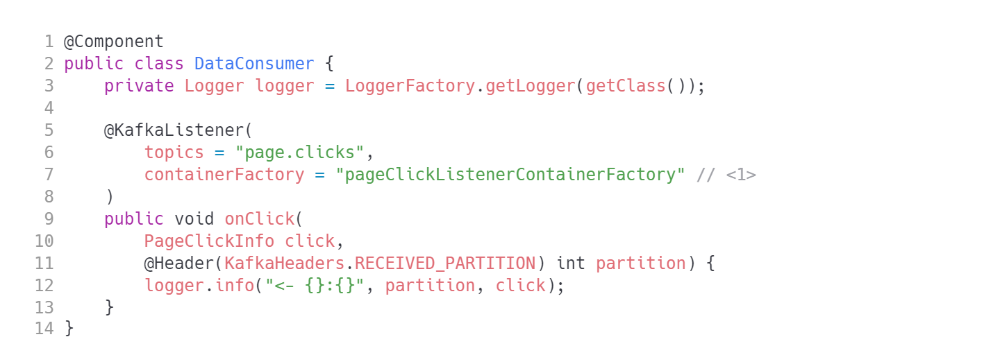 1 @Component
2 public class DataConsumer {
3     private Logger logger = LoggerFactory.getLogger(getClass());
4
5     @KafkaListener(
6         topics = "page.clicks",
7         containerFactory = "pageClickListenerContainerFactory" // <1>
8     )
9     public void onClick(
10         PageClickInfo click,
11         @Header(KafkaHeaders.RECEIVED_PARTITION) int partition) {
12         logger.info("<- {}:{}", partition, click);
13     }
14 }